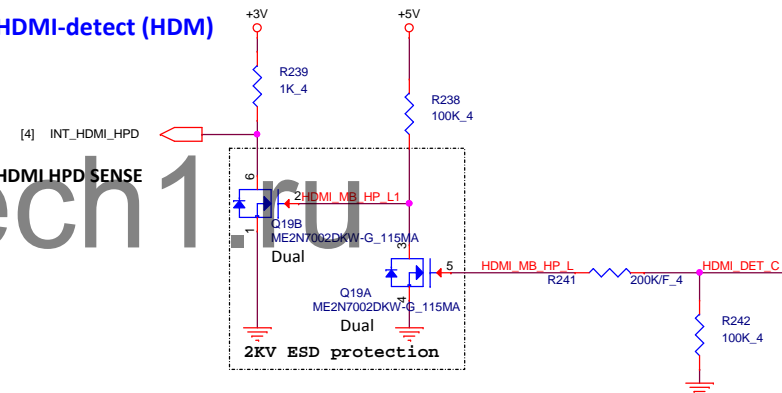 HDMI-detect (HDM)
+3V
+5V
R239
1K_4
R238
100K_4
[4] INT_HDMI_HPD
HDMI HPD SENSE
ech1.ru
6
2
HDMI_MB_HP_L1
1
Q19B
ME2N7002DKW-G_115MA
Dual
3
5
HDMI_MB_HP_L
R241
200K/F_4
HDMI_DET_C
4
Q19A
ME2N7002DKW-G_115MA
Dual
R242
100K_4
2KV ESD protection